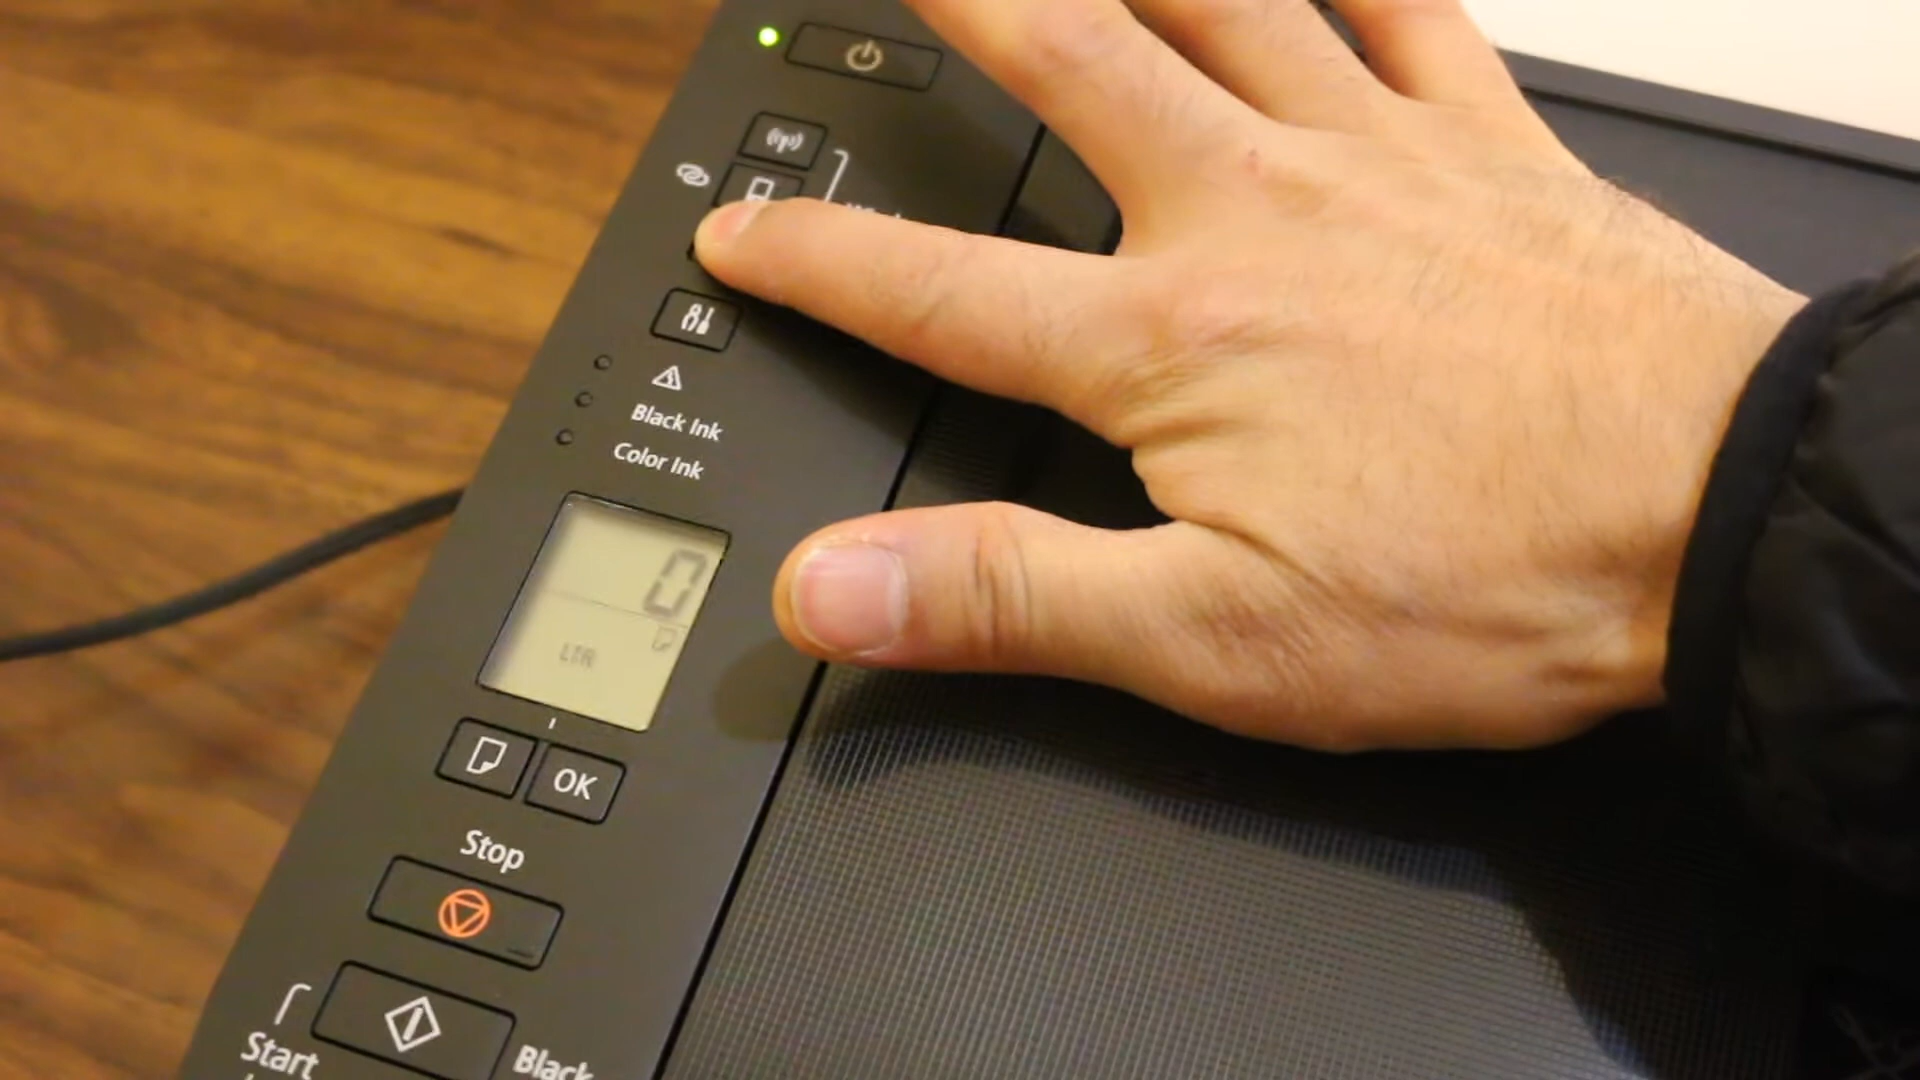 Black Ink
Color Ink
0
LTR
OK
Stop
Start
Black